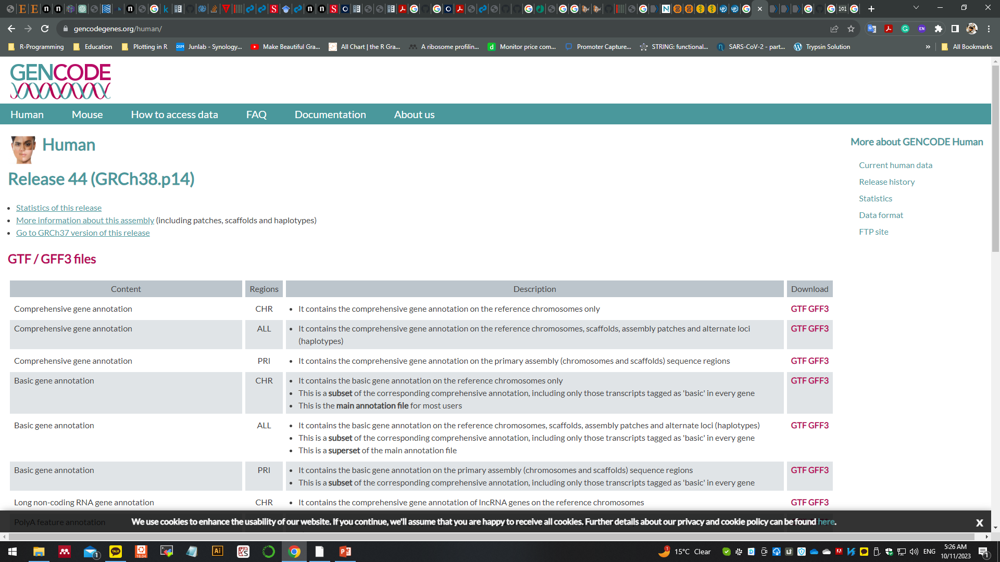 gencodegenes.org/human/
R-Programming
Education
Plotting in R
Junlab - Synology...
Make Beautiful Gra...
All Chart | the R Gra...
A ribosome profilin...
Monitor price com...
Promoter Capture...
STRING: functional...
SARS-CoV-2 - part...
Trypsin Solution
»
All Bookmarks
GENCODE
Human
Mouse
How to access data
FAQ
Documentation
About us
Human
Release 44 (GRCh38.p14)
• Statistics of this release
• More information about this assembly (including patches, scaffolds and haplotypes)
• Go to GRCh37 version of this release
More about GENCODE Human
Current human data
Release history
Statistics
Data format
FTP site
GTF / GFF3 files
Content Regions Description Download
Comprehensive gene annotation CHR • It contains the comprehensive gene annotation on the reference chromosomes only GTF GFF3
Comprehensive gene annotation ALL • It contains the comprehensive gene annotation on the reference chromosomes, scaffolds, assembly patches and alternate loci GTF GFF3
(haplotypes)
Comprehensive gene annotation PRI • It contains the comprehensive gene annotation on the primary assembly (chromosomes and scaffolds) sequence regions GTF GFF3
Basic gene annotation CHR • It contains the basic gene annotation on the reference chromosomes only GTF GFF3
• This is a subset of the corresponding comprehensive annotation, including only those transcripts tagged as 'basic' in every gene
• This is the main annotation file for most users
Basic gene annotation ALL • It contains the basic gene annotation on the reference chromosomes, scaffolds, assembly patches and alternate loci (haplotypes) GTF GFF3
• This is a subset of the corresponding comprehensive annotation, including only those transcripts tagged as 'basic' in every gene
• This is a superset of the main annotation file
Basic gene annotation PRI • It contains the basic gene annotation on the primary assembly (chromosomes and scaffolds) sequence regions GTF GFF3
• This is a subset of the corresponding comprehensive annotation, including only those transcripts tagged as 'basic' in every gene
Long non-coding RNA gene annotation CHR • It contains the comprehensive gene annotation of lncRNA genes on the reference chromosomes GTF GFF3
PolyA feature annotation
We use cookies to enhance the usability of our website. If you continue, we'll assume that you are happy to receive all cookies. Further details about our privacy and cookie policy can be found here.
X
15°C Clear
ENG
5:26 AM
10/11/2023